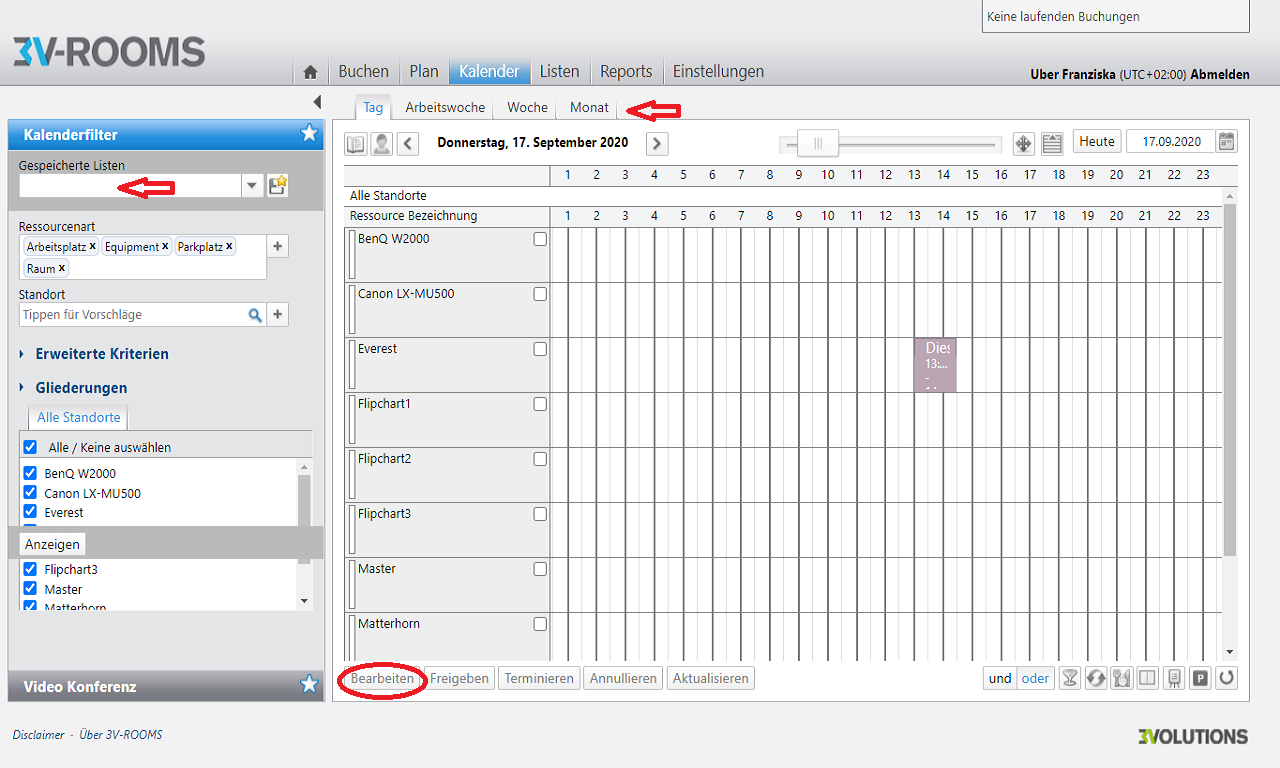 Keine laufenden Buchungen
3V-ROOMS
Buchen Plan Kalender Listen Reports Einstellungen
Uber Franziska (UTC+02:00) Abmelden
Tag Arbeitswoche Woche Monat
Kalenderfilter
Gespeicherte Listen
Ressourcenart
Arbeitsplatz x Equipment x Parkplatz x
Raum x
+
Standort
Tippen für Vorschläge
+
Erweiterte Kriterien
Gliederungen
Alle Standorte
Alle / Keine auswählen
BenQ W2000
Canon LX-MU500
Everest
Anzeigen
Flipchart3
Master
Matterhorn
Video Konferenz
Donnerstag, 17. September 2020
Heute 17.09.2020
1 2 3 4 5 6 7 8 9 10 11 12 13 14 15 16 17 18 19 20 21 22 23
Alle Standorte
Ressource Bezeichnung 1 2 3 4 5 6 7 8 9 10 11 12 13 14 15 16 17 18 19 20 21 22 23
BenQ W2000
Canon LX-MU500
Everest
Dies
13:...
-
Flipchart1
Flipchart2
Flipchart3
Master
Matterhorn
Bearbeiten Freigeben Terminieren Annullieren Aktualisieren
und oder
P
Disclaimer - Über 3V-ROOMS
3VOLUTIONS